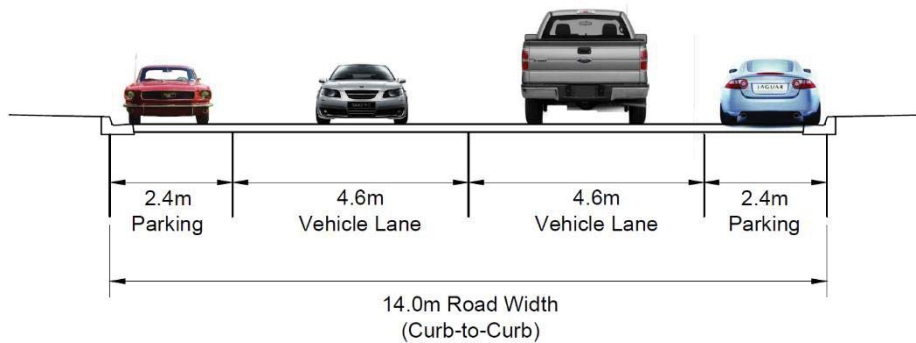 JAGUAR
2.4m
Parking
4.6m
Vehicle Lane
4.6m
Vehicle Lane
2.4m
Parking
14.0m Road Width
(Curb-to-Curb)